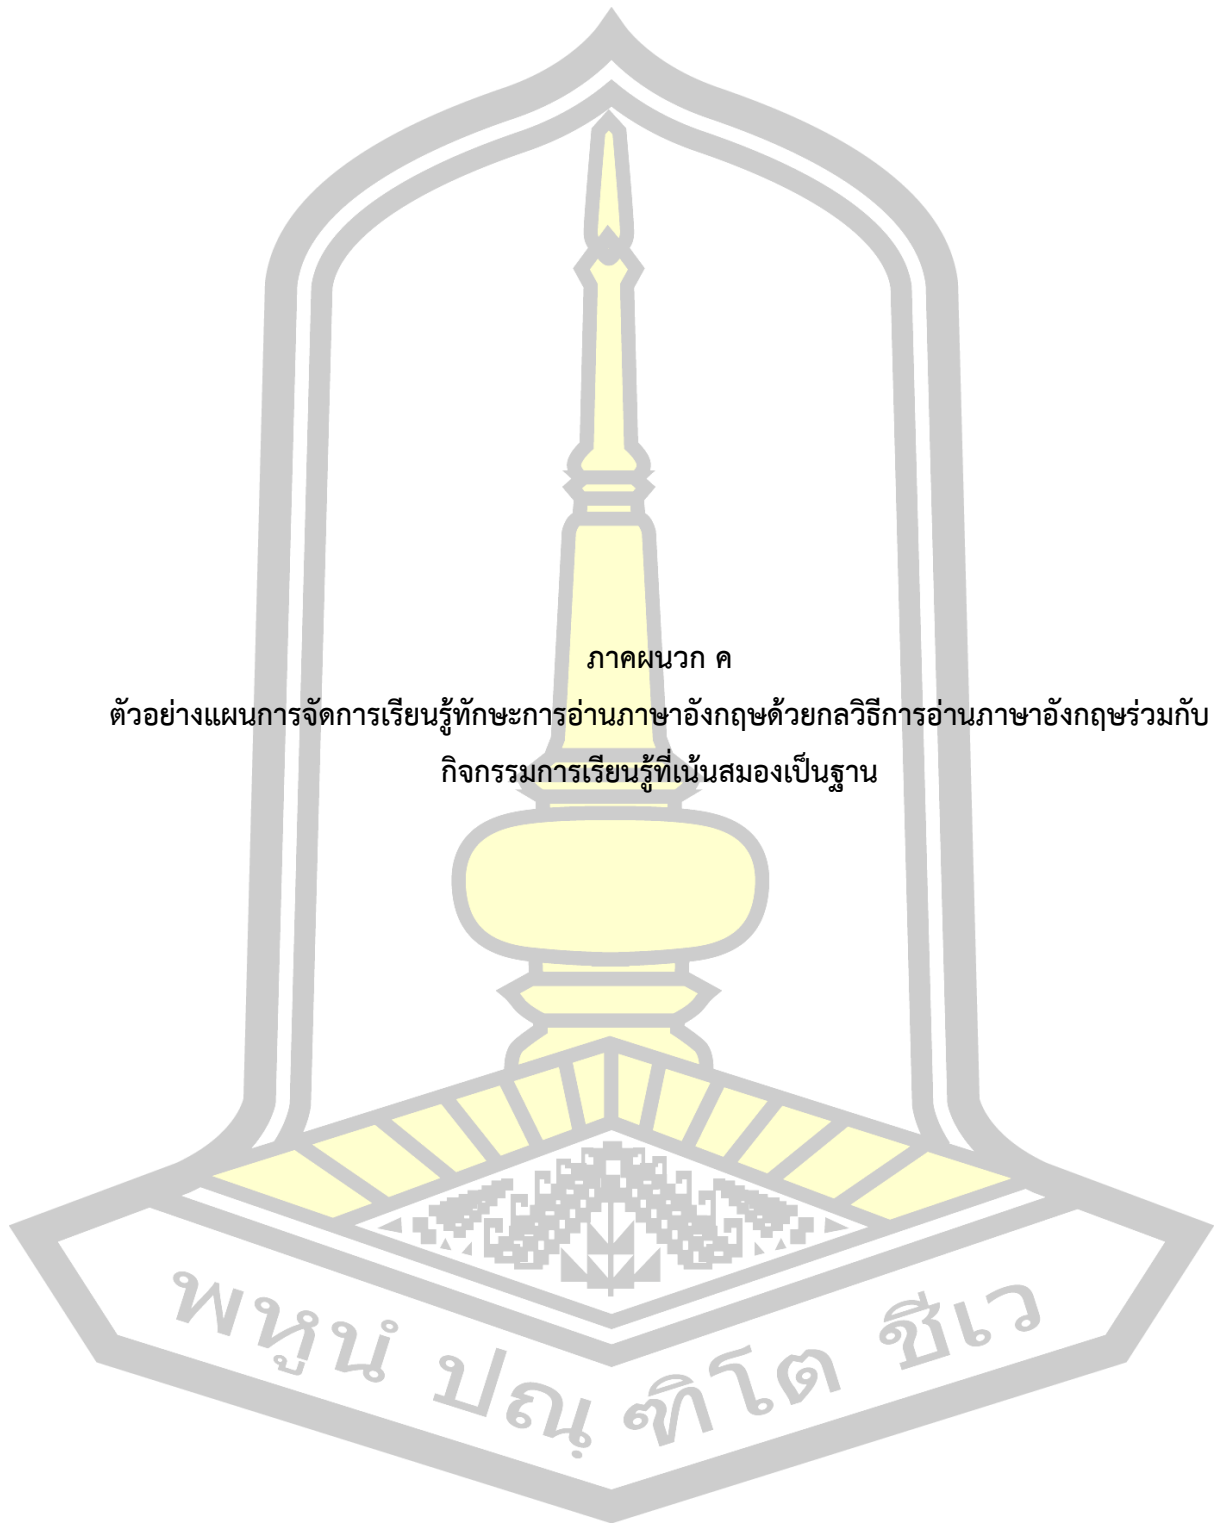 ภาคผนวก ค
ตัวอย่างแผนการจัดการเรียนรู้ทักษะการอ่านภาษาอังกฤษด้วยกลวิธีการอ่านภาษาอังกฤษร่วมกับ
กิจกรรมการเรียนรู้ที่เน้นสมองเป็นฐาน
พหูนํ ปณฺฑิโต ชีเว